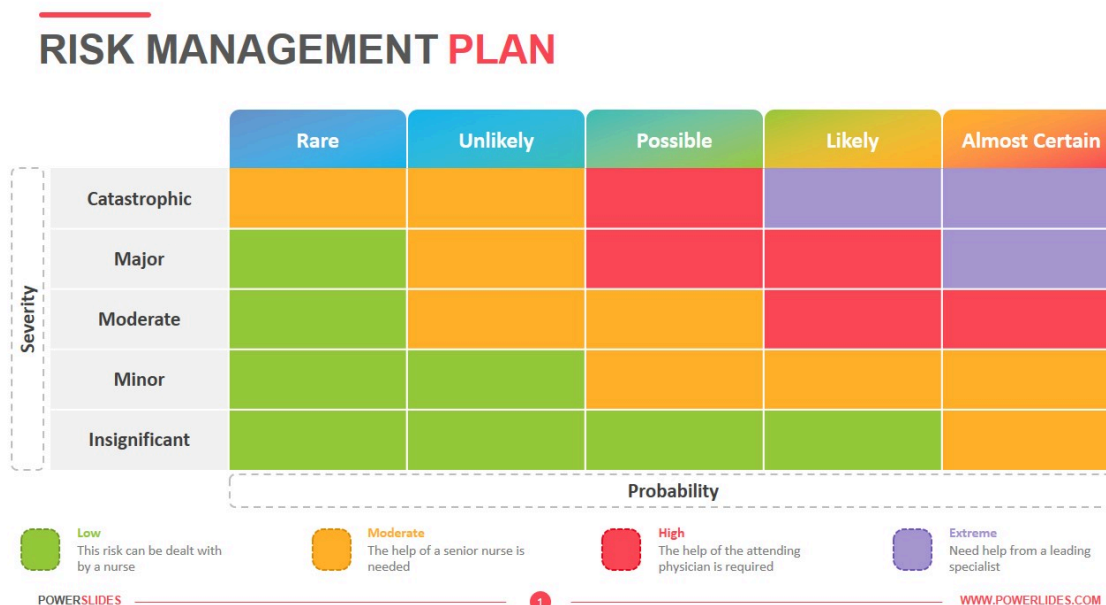 RISK MANAGEMENT PLAN
Rare Unlikely Possible Likely Almost Certain
Severity
Catastrophic
Major
Moderate
Minor
Insignificant
Probability
Low
This risk can be dealt with
by a nurse
Moderate
The help of a senior nurse is
needed
High
The help of the attending
physician is required
Extreme
Need help from a leading
specialist
POWERSLIDES
1
WWW.POWERLIDES.COM